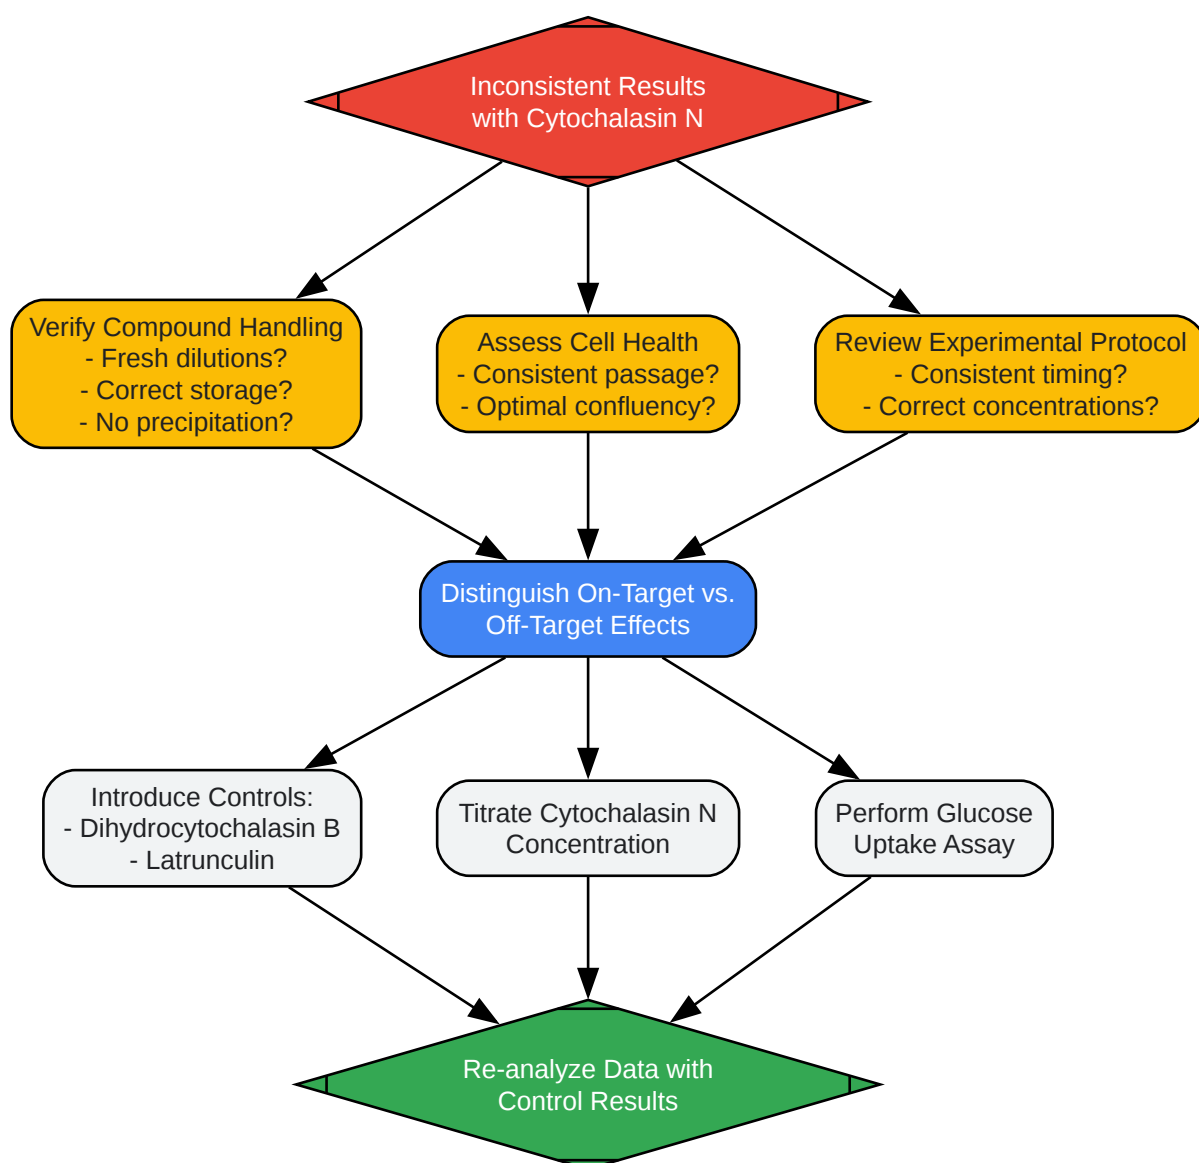 Inconsistent Results
with Cytochalasin N
Verify Compound Handling
- Fresh dilutions?
- Correct storage?
- No precipitation?
Assess Cell Health
- Consistent passage?
- Optimal confluency?
Review Experimental Protocol
- Consistent timing?
- Correct concentrations?
Distinguish On-Target vs.
Off-Target Effects
Introduce Controls:
- Dihydrocytochalasin B
- Latrunculin
Titrate Cytochalasin N
Concentration
Perform Glucose
Uptake Assay
Re-analyze Data with
Control Results